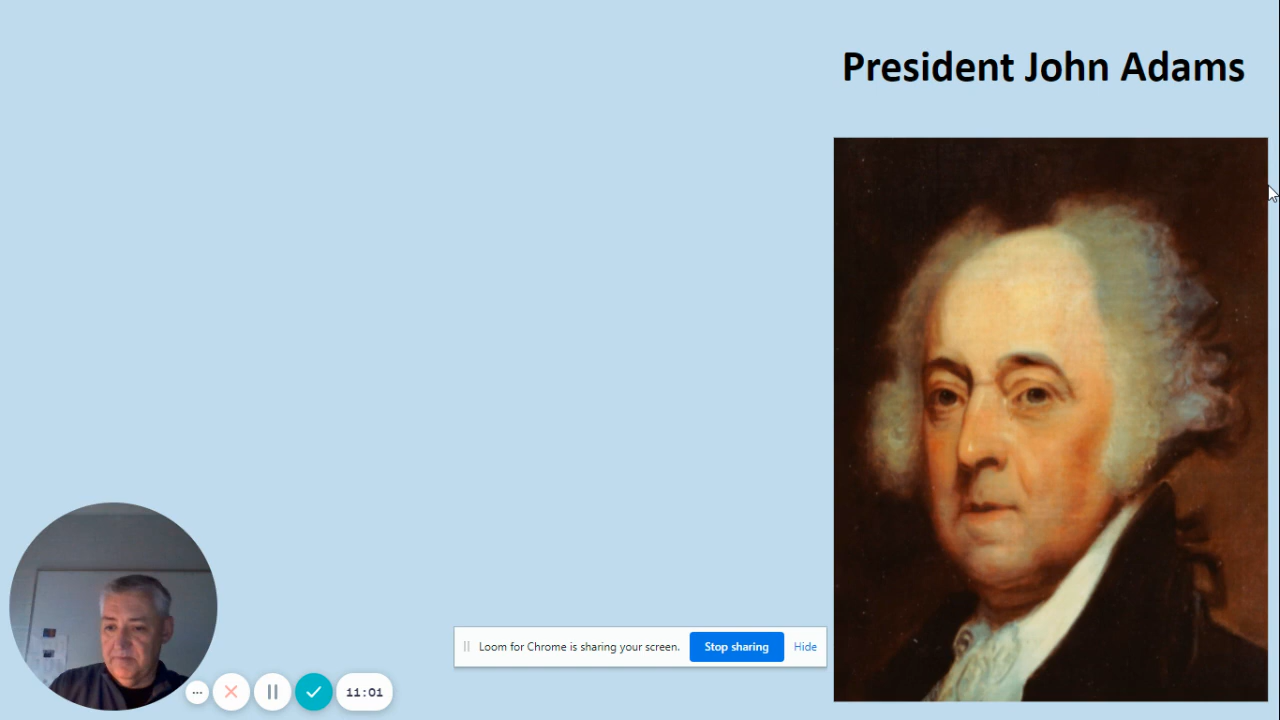 President John Adams
Loom for Chrome is sharing your screen. Stop sharing Hide
11:01